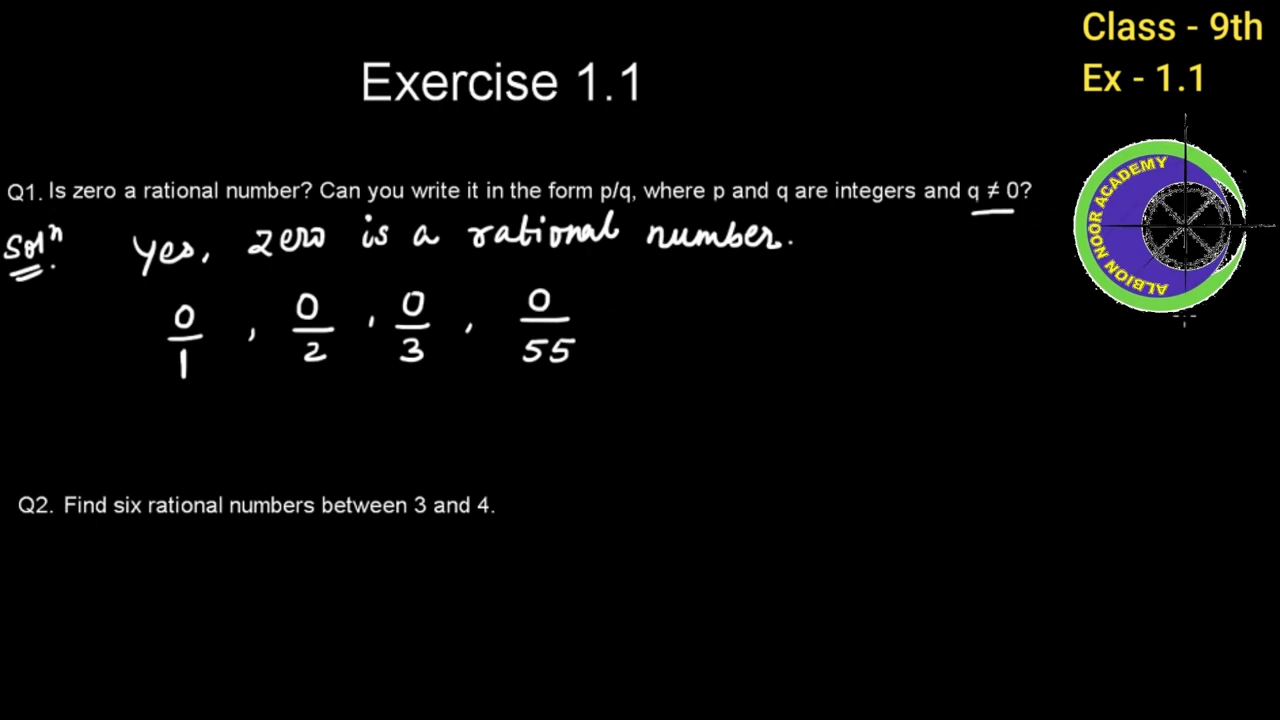 Class - 9th
Ex - 1.1
Exercise 1.1
ALBION NOOR ACADEMY
Q1. Is zero a rational number? Can you write it in the form p/q, where p and q are integers and q ≠ 0?
Solⁿ. Yes, zero is a rational number.
0/1, 0/2, 0/3, 0/55
Q2. Find six rational numbers between 3 and 4.